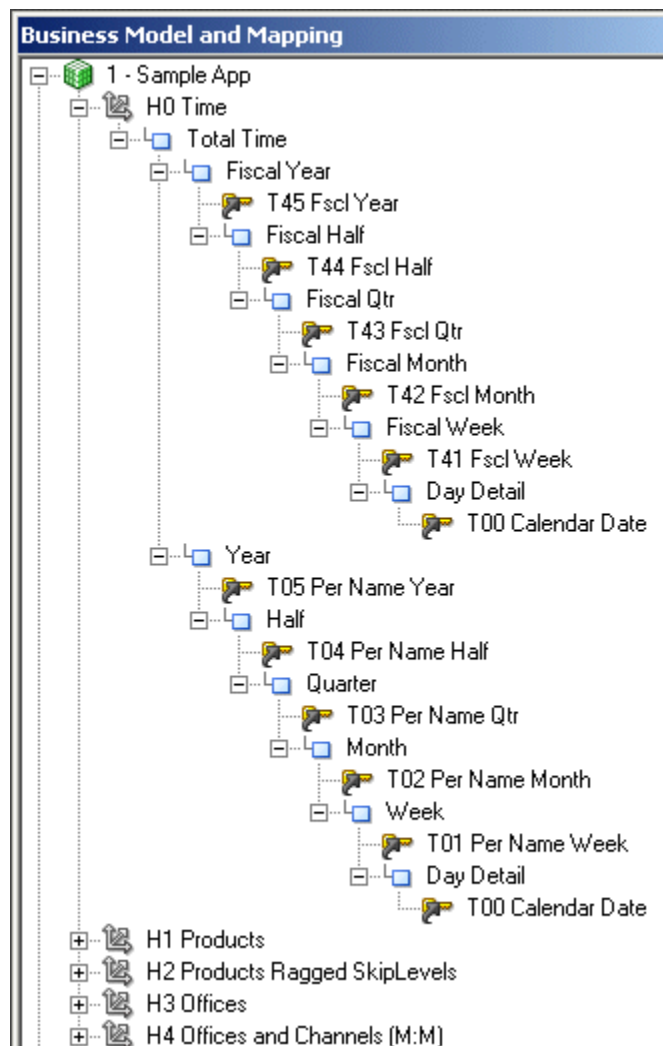 Business Model and Mapping
1 - Sample App
H0 Time
Total Time
Fiscal Year
T45 Fscl Year
Fiscal Half
T44 Fscl Half
Fiscal Qtr
T43 Fscl Qtr
Fiscal Month
T42 Fscl Month
Fiscal Week
T41 Fscl Week
Day Detail
T00 Calendar Date
Year
T05 Per Name Year
Half
T04 Per Name Half
Quarter
T03 Per Name Qtr
Month
T02 Per Name Month
Week
T01 Per Name Week
Day Detail
T00 Calendar Date
H1 Products
H2 Products Ragged SkipLevels
H3 Offices
H4 Offices and Channels (M:M)